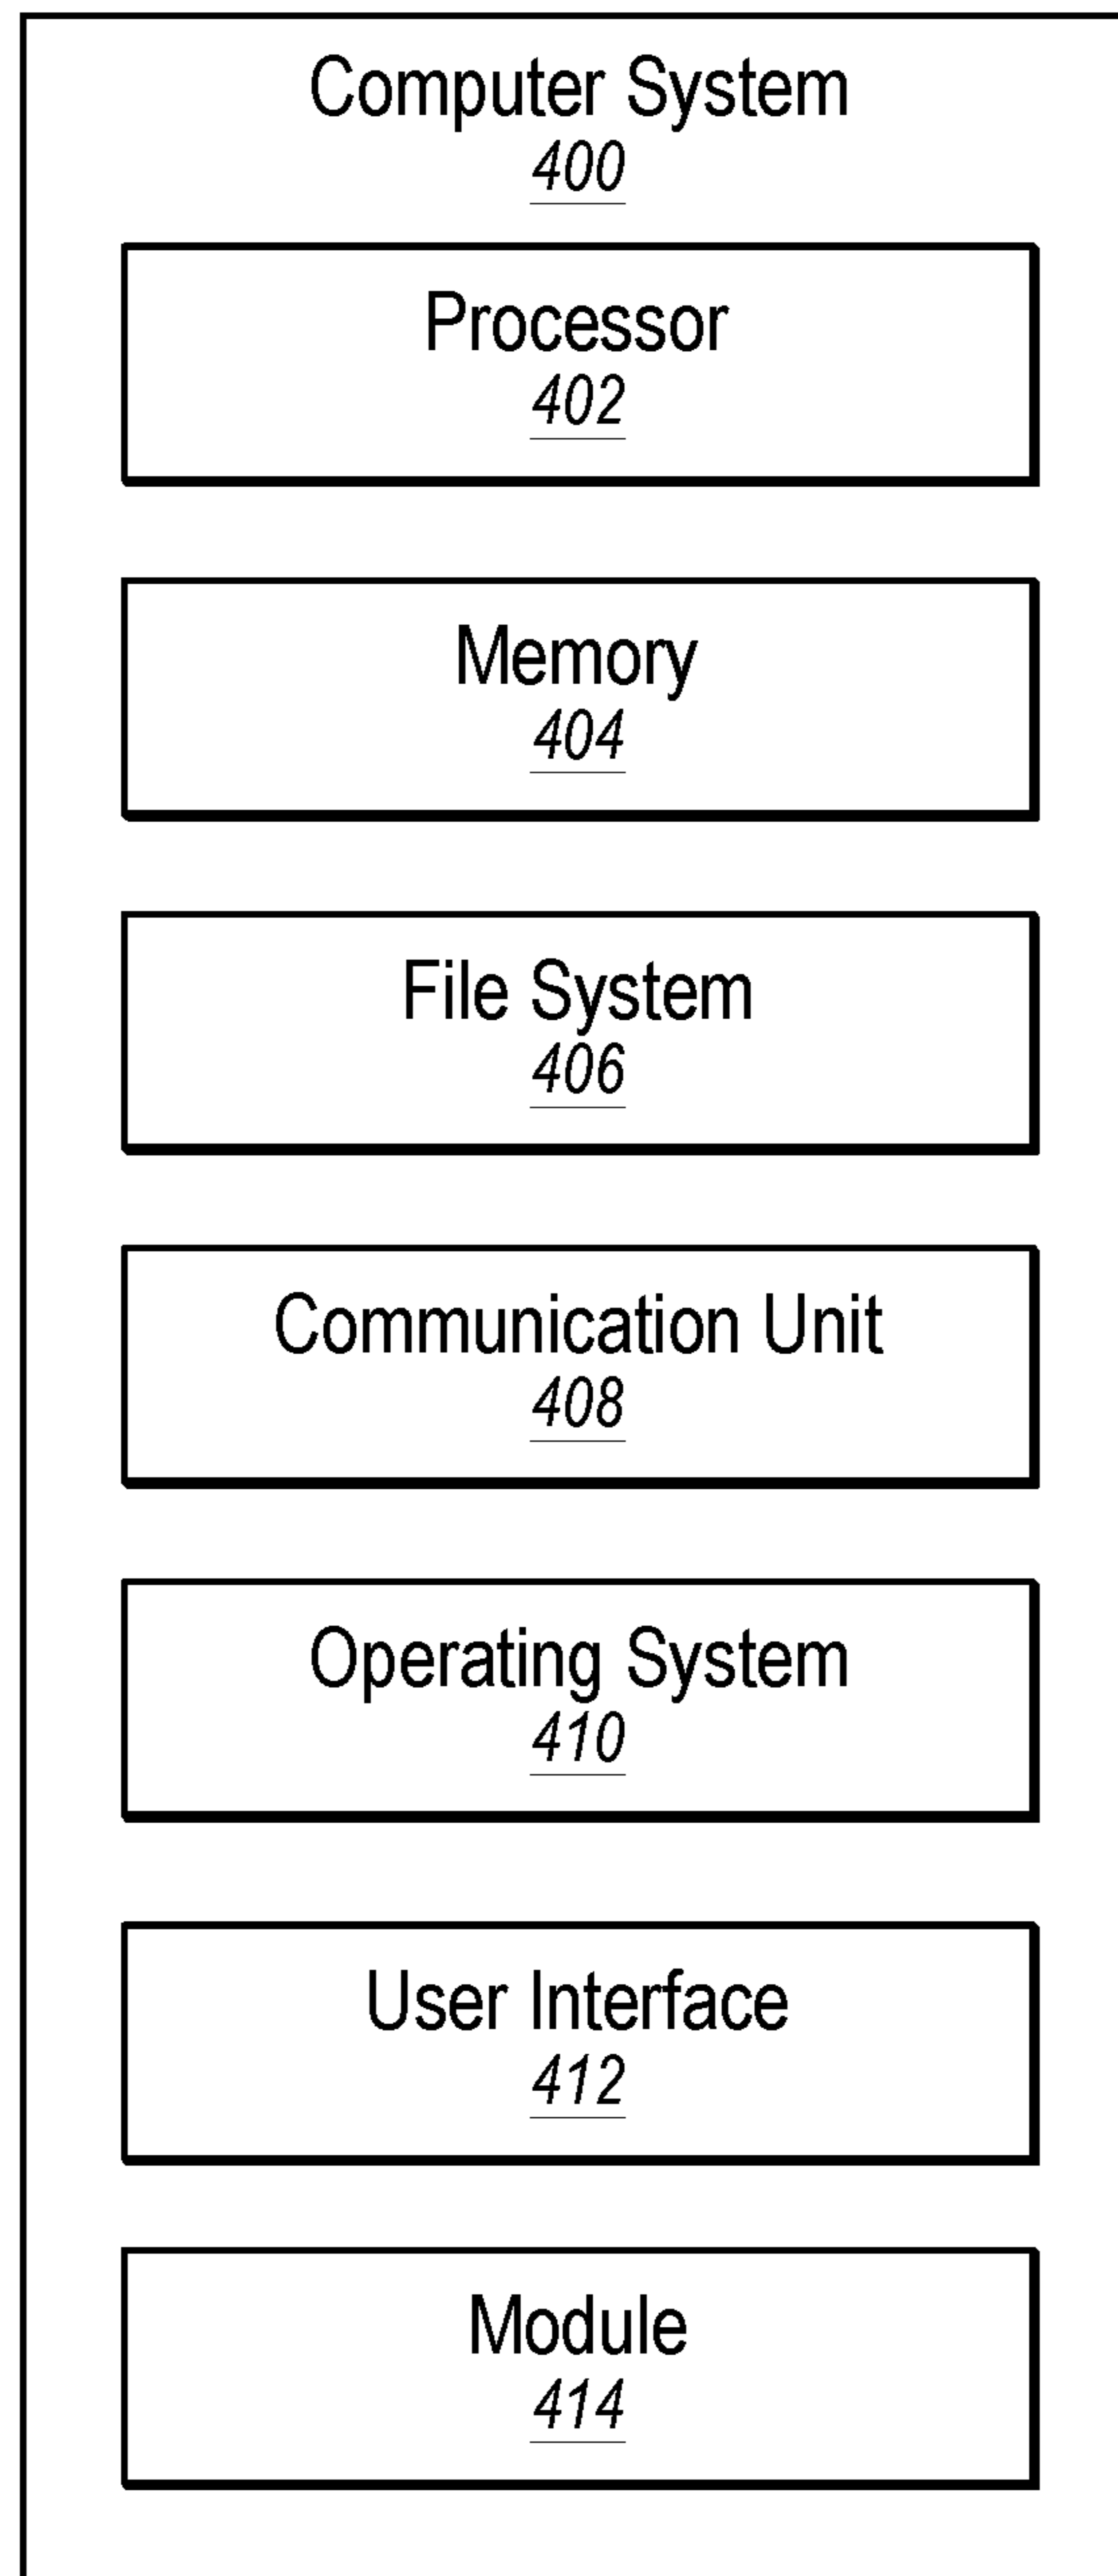 Computer System
400
Processor
402
Memory
404
File System
406
Communication Unit
408
Operating System
410
User Interface
412
Module
414